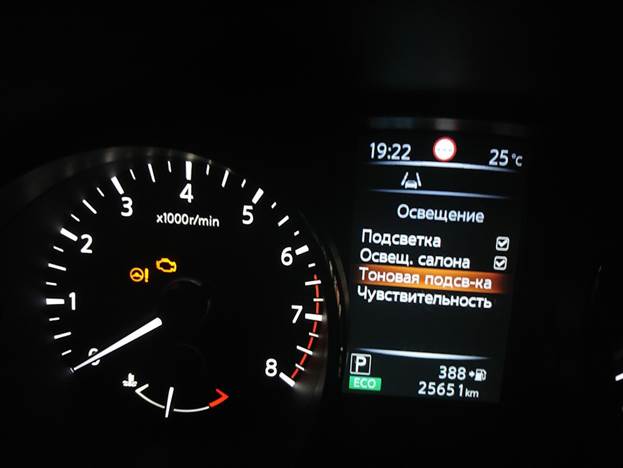 19:22
25°C
Освещение
Подсветка
Освещ. салона
Тоновая подсв-ка
Чувствительность
P
ECO
388
25651 km
x1000r/min
0
1
2
3
4
5
6
7
8